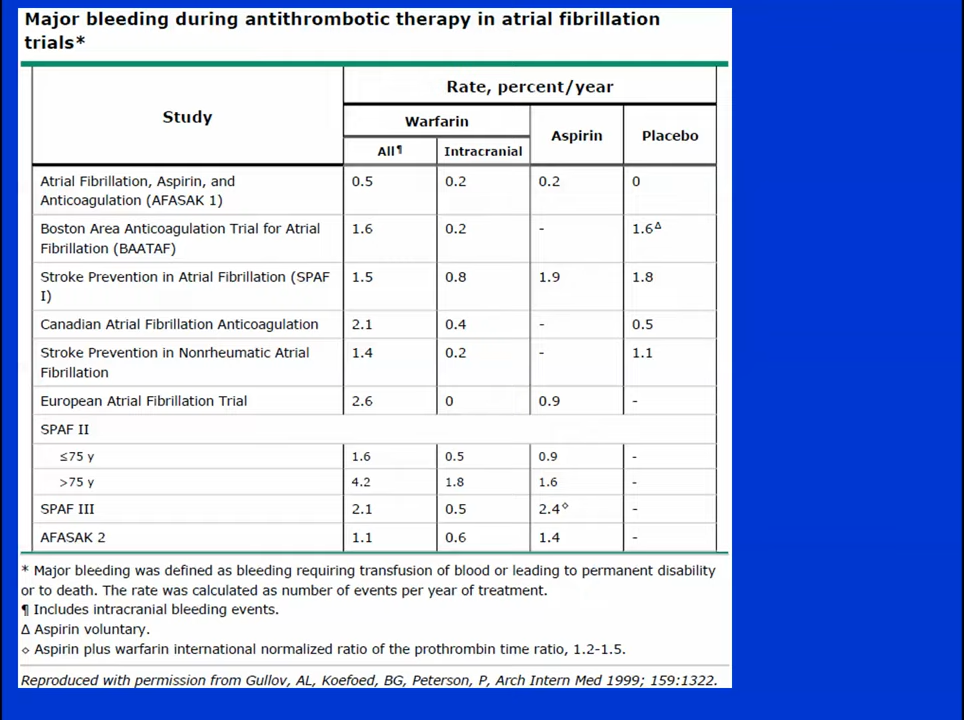 Major bleeding during antithrombotic therapy in atrial fibrillation
trials*
Rate, percent/year
Study
Warfarin
Aspirin
Placebo
All¶
Intracranial
Atrial Fibrillation, Aspirin, and
Anticoagulation (AFASAK 1)
0.5
0.2
0.2
0
Boston Area Anticoagulation Trial for Atrial
Fibrillation (BAATAF)
1.6
0.2
-
1.6Δ
Stroke Prevention in Atrial Fibrillation (SPAF
I)
1.5
0.8
1.9
1.8
Canadian Atrial Fibrillation Anticoagulation
2.1
0.4
-
0.5
Stroke Prevention in Nonrheumatic Atrial
Fibrillation
1.4
0.2
-
1.1
European Atrial Fibrillation Trial
2.6
0
0.9
-
SPAF II
≤75 y
1.6
0.5
0.9
-
>75 y
4.2
1.8
1.6
-
SPAF III
2.1
0.5
2.4⋄
-
AFASAK 2
1.1
0.6
1.4
-
* Major bleeding was defined as bleeding requiring transfusion of blood or leading to permanent disability
or to death. The rate was calculated as number of events per year of treatment.
¶ Includes intracranial bleeding events.
Δ Aspirin voluntary.
⋄ Aspirin plus warfarin international normalized ratio of the prothrombin time ratio, 1.2-1.5.
Reproduced with permission from Gullov, AL, Koefoed, BG, Peterson, P, Arch Intern Med 1999; 159:1322.